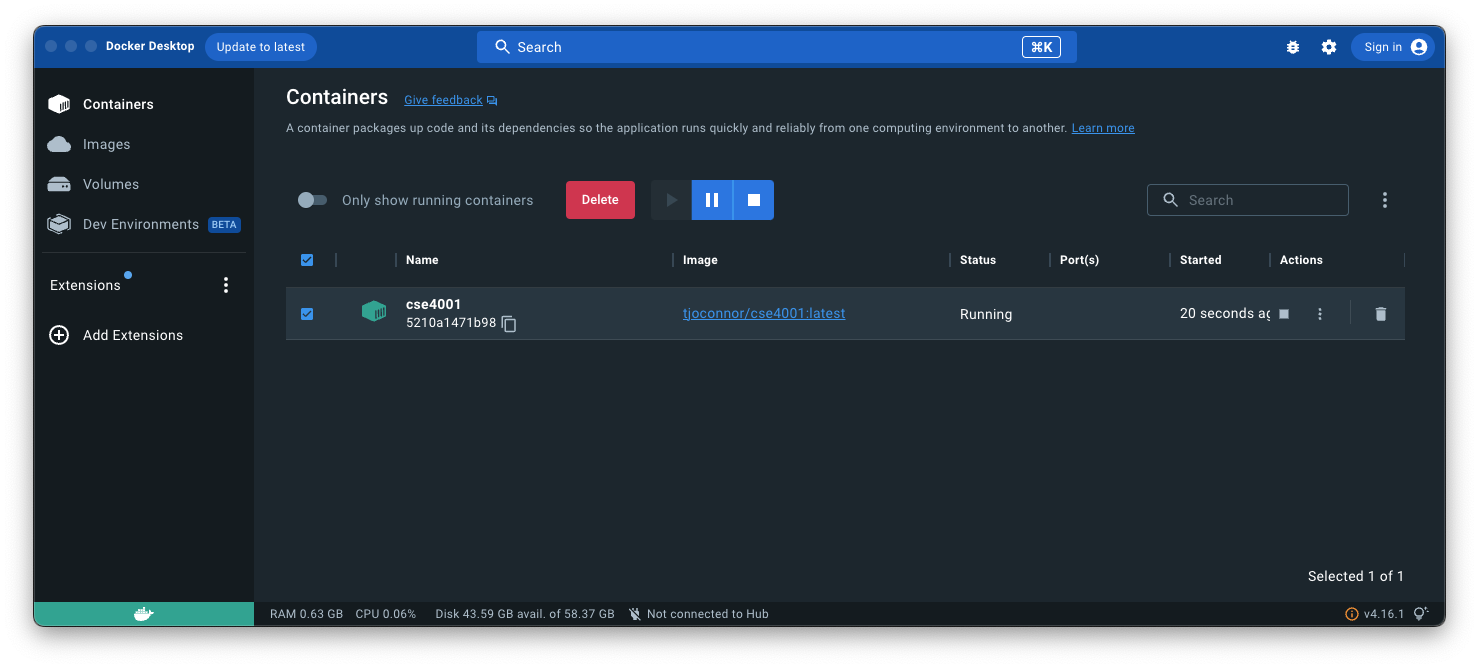 Docker Desktop Update to latest Search ⌘K Sign in
Containers
Images
Volumes
Dev Environments BETA
Extensions
Add Extensions
Containers Give feedback
A container packages up code and its dependencies so the application runs quickly and reliably from one computing environment to another. Learn more
Only show running containers Delete Search
Name Image Status Port(s) Started Actions
cse4001
5210a1471b98 tjoconnor/cse4001:latest Running 20 seconds ag
Selected 1 of 1
RAM 0.63 GB CPU 0.06% Disk 43.59 GB avail. of 58.37 GB Not connected to Hub v4.16.1